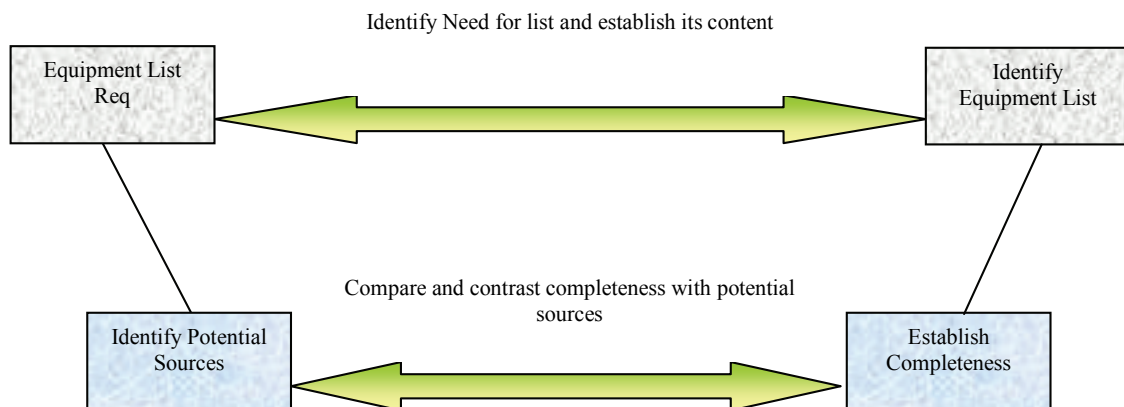 Identify Need for list and establish its content
Equipment List
Req
Identify
Equipment List
Compare and contrast completeness with potential
sources
Identify Potential
Sources
Establish
Completeness